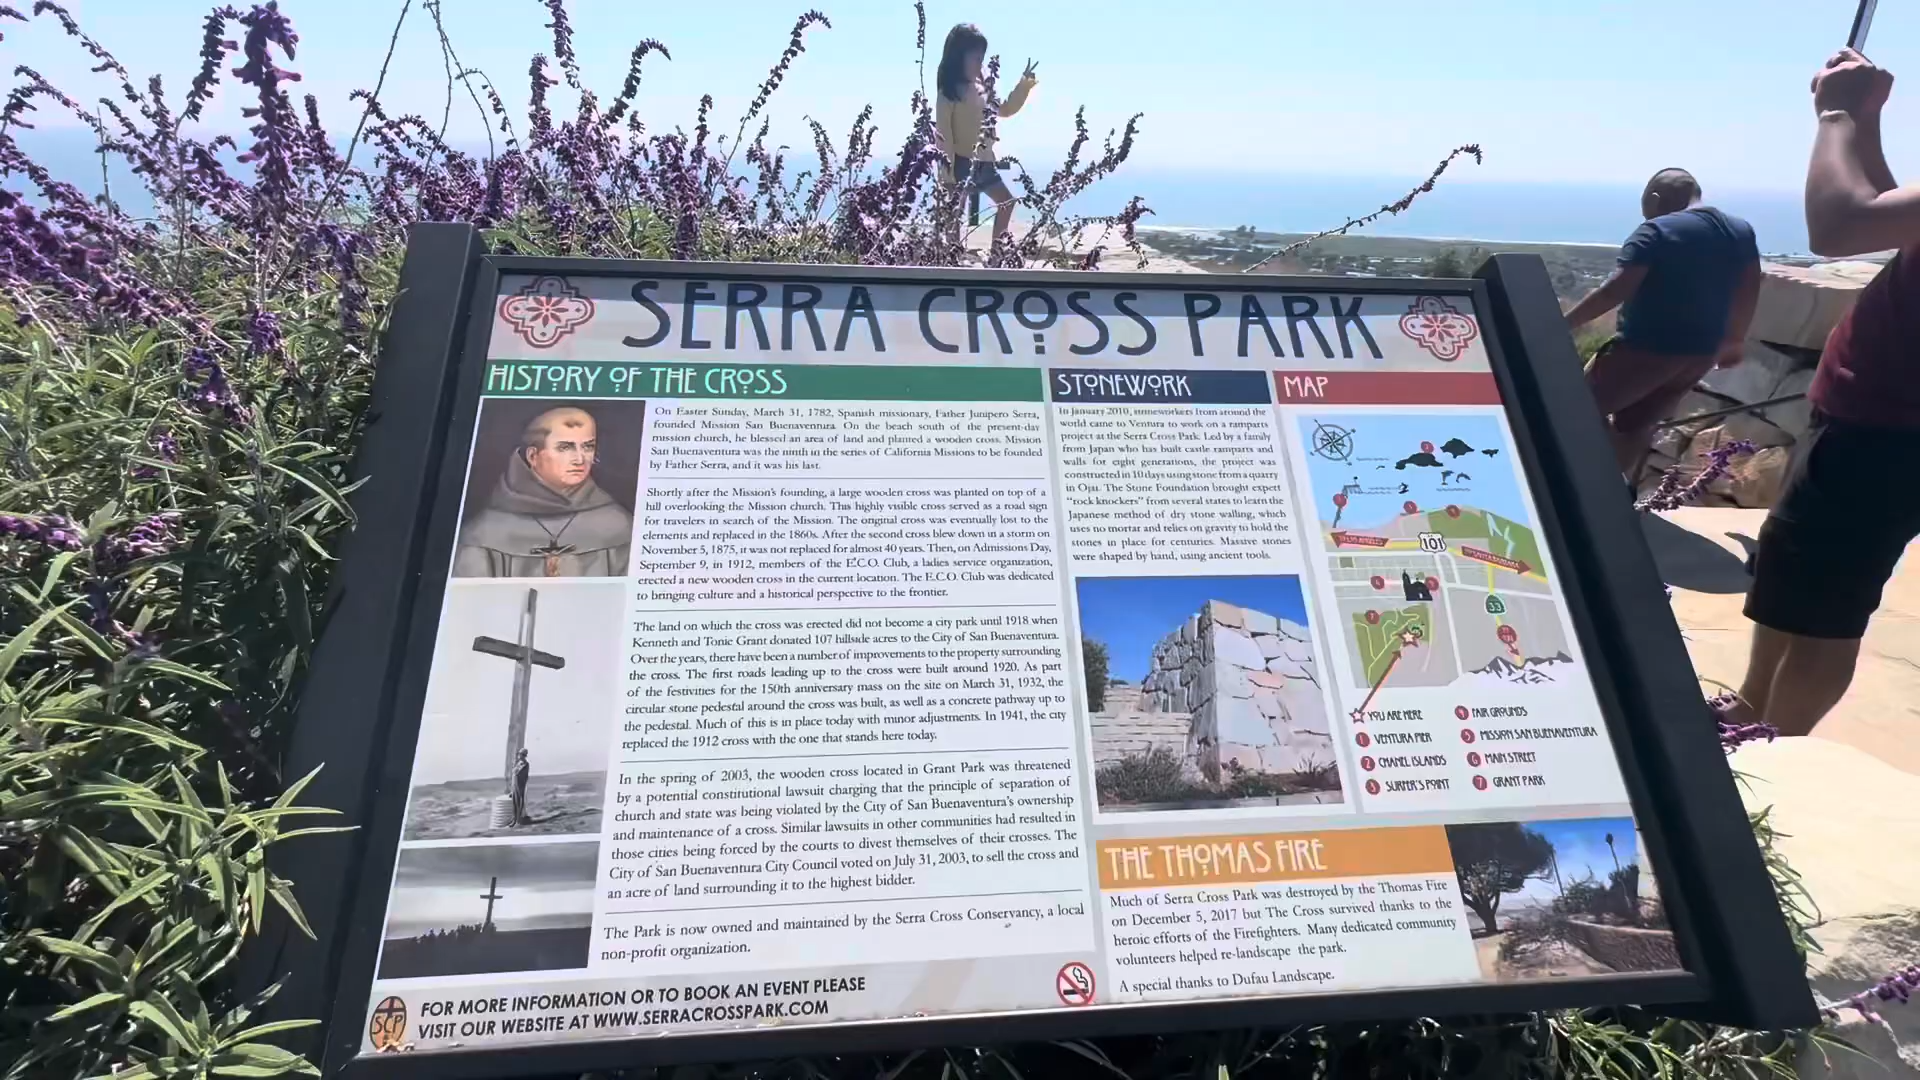 SERRA CROSS PARK
HISTORY OF THE CROSS
On Easter Sunday, March 31, 1782, Spanish missionary, Father Junipero Serra,
founded Mission San Buenaventura. On the beach south of the present-day
mission church, he blessed an area of land and planted a wooden cross. Mission
San Buenaventura was the ninth in the series of California Missions to be founded
by Father Serra, and it was his last.
Shortly after the Mission's founding, a large wooden cross was planted on top of a
hill overlooking the Mission church. This highly visible cross served as a road sign
for travelers in search of the Mission. The original cross was eventually lost to the
elements and replaced in the 1860s. After the second cross blew down in a storm on
November 5, 1875, it was not replaced for almost 40 years. Then, on Admissions Day,
September 9, in 1912, members of the E.C.O. Club, a ladies service organization,
erected a new wooden cross in the current location. The E.C.O. Club was dedicated
to bringing culture and a historical perspective to the frontier.
The land on which the cross was erected did not become a city park until 1918 when
Kenneth and Tonie Grant donated 107 hillside acres to the City of San Buenaventura.
Over the years, there have been a number of improvements to the property surrounding
the cross. The first roads leading up to the cross were built around 1920. As part
of the festivities for the 150th anniversary mass on the site on March 31, 1932, the
circular stone pedestal around the cross was built, as well as a concrete pathway up to
the pedestal. Much of this is in place today with minor adjustments. In 1941, the city
replaced the 1912 cross with the one that stands here today.
In the spring of 2003, the wooden cross located in Grant Park was threatened
by a potential constitutional lawsuit charging that the principle of separation of
church and state was being violated by the City of San Buenaventura's ownership
and maintenance of a cross. Similar lawsuits in other communities had resulted in
those cities being forced by the courts to divest themselves of their crosses. The
City of San Buenaventura City Council voted on July 31, 2003, to sell the cross and
an acre of land surrounding it to the highest bidder.
The Park is now owned and maintained by the Serra Cross Conservancy, a local
non-profit organization.
STONEWORK
In January 2010, stoneworkers from around the
world came to Ventura to work on a ramparts
project at the Serra Cross Park. Led by a family
from Japan who has built castle ramparts and
walls for eight generations, the project was
constructed in 10 days using stone from a quarry
in Ojai. The Stone Foundation brought expert
"rock knockers" from several states to learn the
Japanese method of dry stone walling, which
uses no mortar and relies on gravity to hold the
stones in place for centuries. Massive stones
were shaped by hand, using ancient tools.
MAP
101
33
YOU ARE HERE
1 VENTURA PIER
2 CHANEL ISLANDS
3 SURFER'S POINT
4 FAIR GROUNDS
5 MISSION SAN BUENAVENTURA
6 MAIN STREET
7 GRANT PARK
THE THOMAS FIRE
Much of Serra Cross Park was destroyed by the Thomas Fire
on December 5, 2017 but The Cross survived thanks to the
heroic efforts of the Firefighters. Many dedicated community
volunteers helped re-landscape the park.
A special thanks to Dufau Landscape.
SCP
FOR MORE INFORMATION OR TO BOOK AN EVENT PLEASE
VISIT OUR WEBSITE AT WWW.SERRACROSSPARK.COM